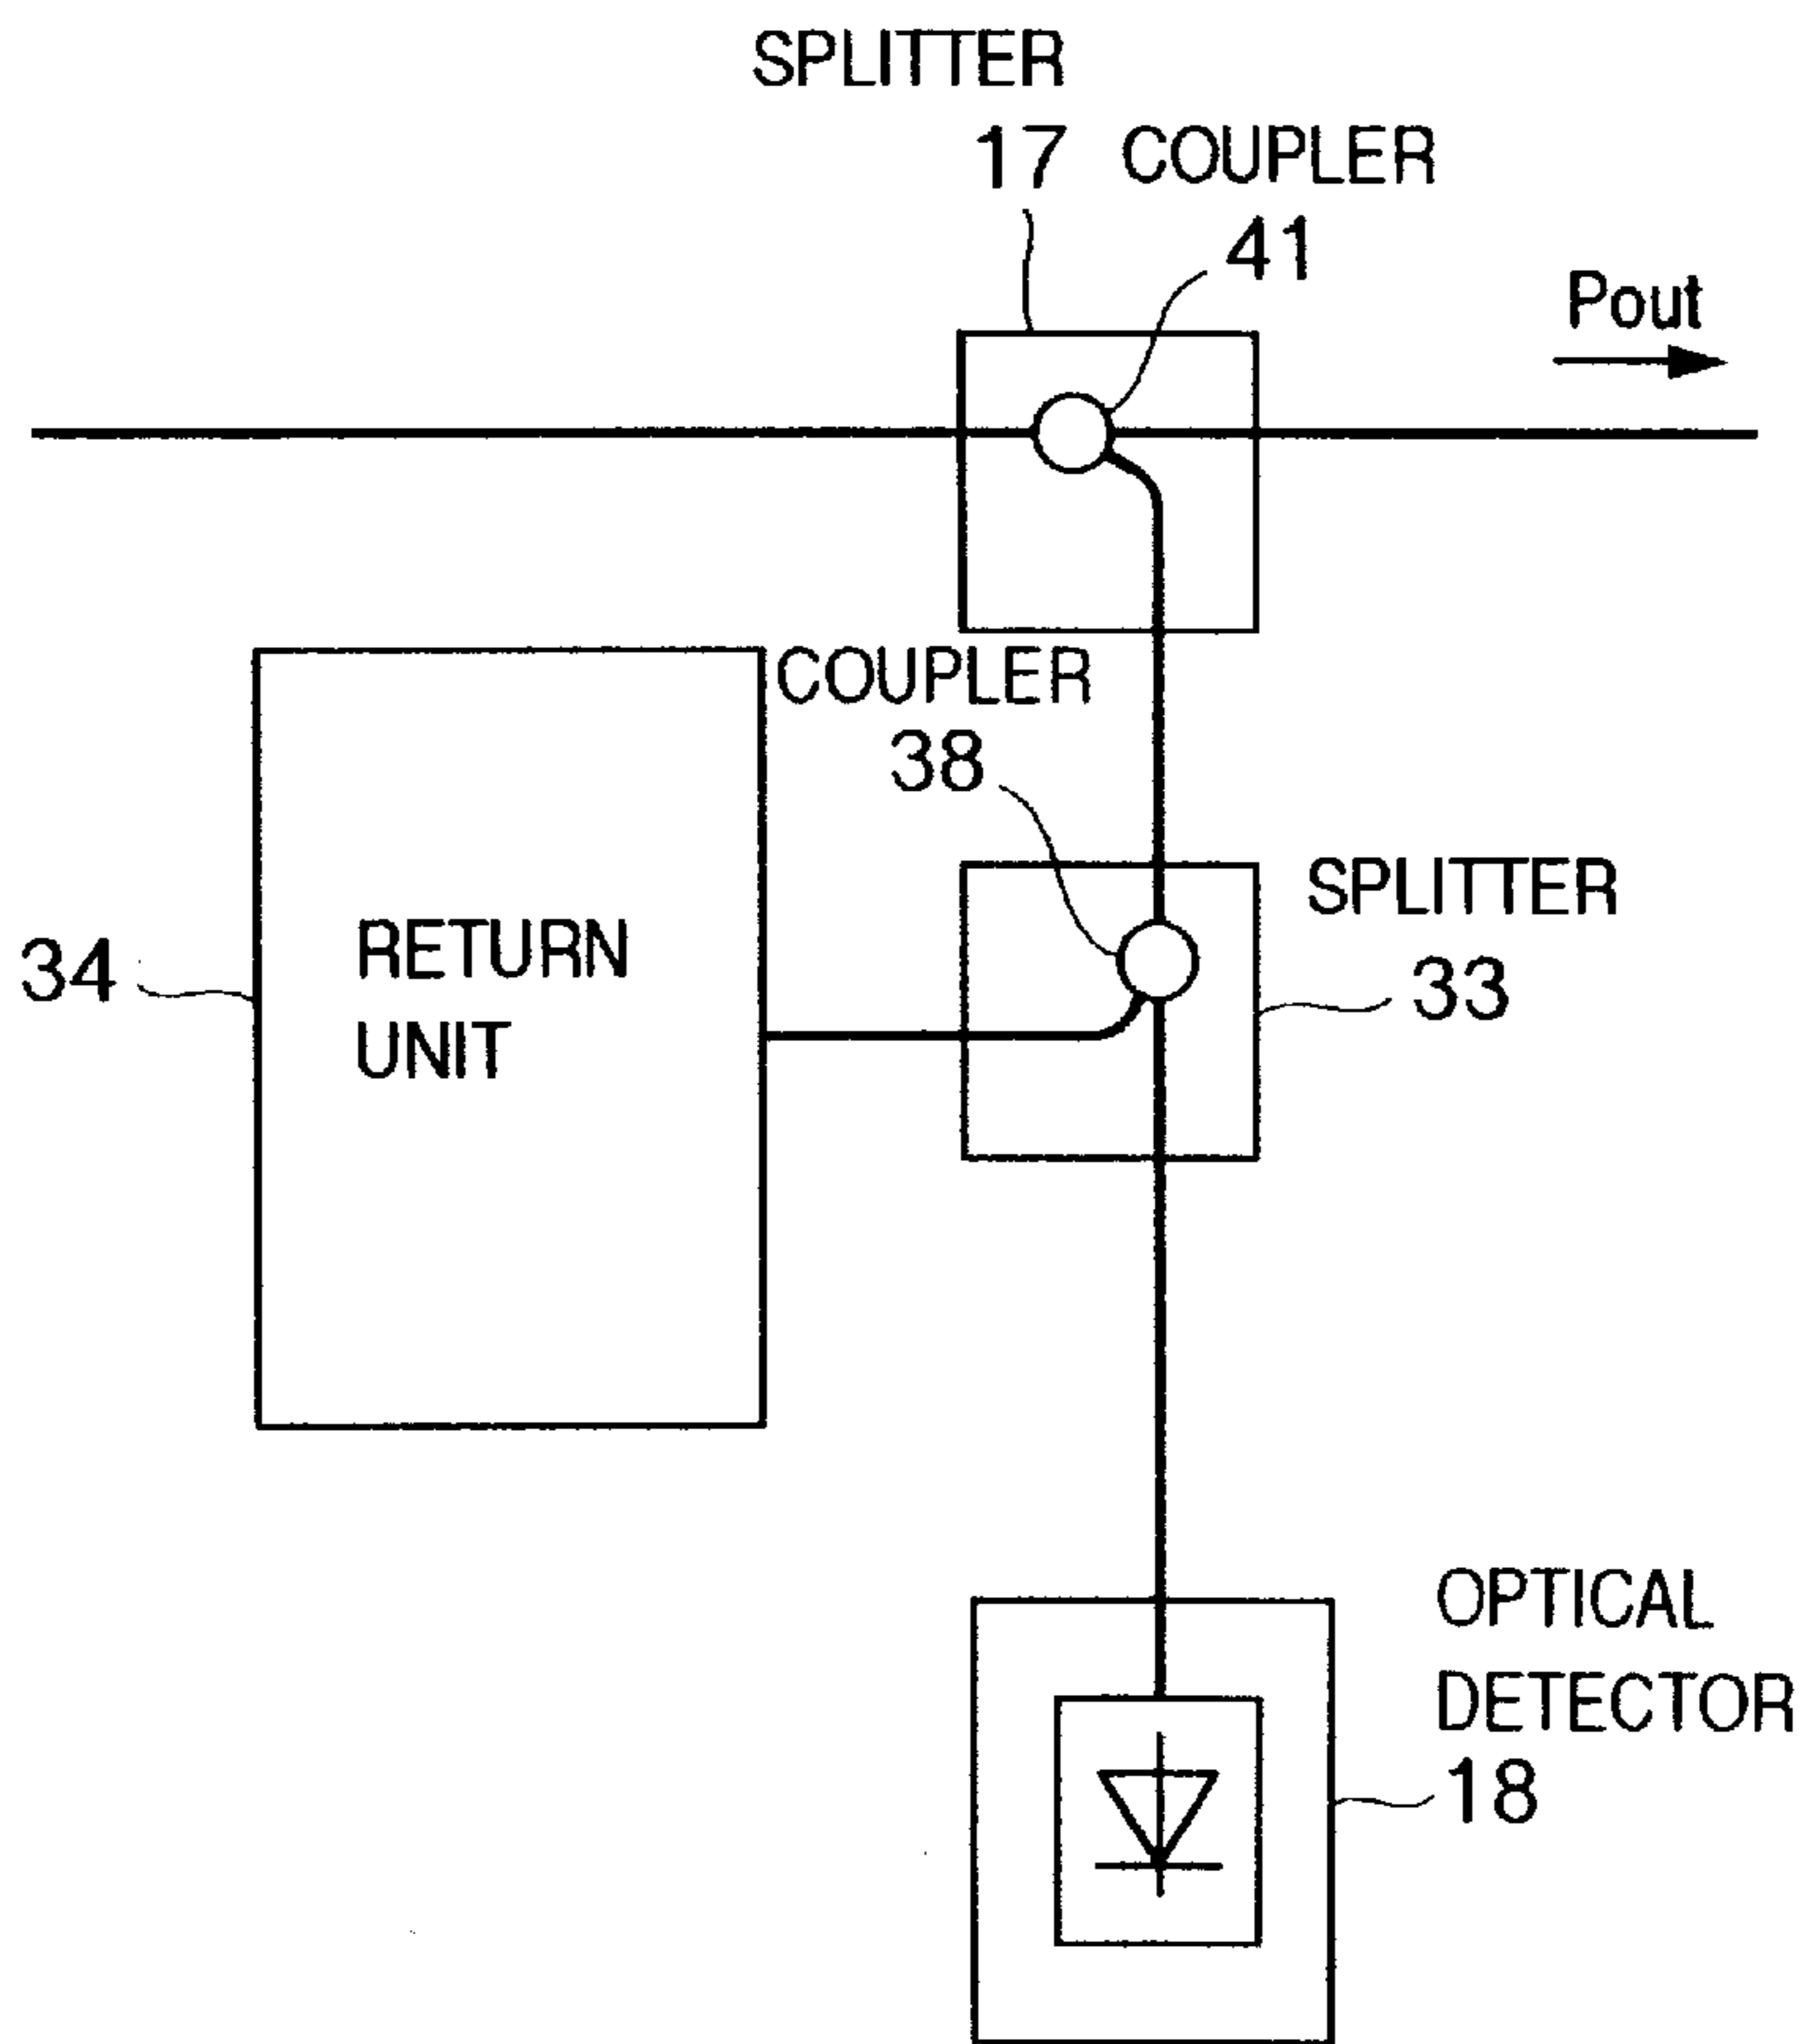 SPLITTER
17
COUPLER
41
Pout
COUPLER
38
SPLITTER
33
34
RETURN
UNIT
OPTICAL
DETECTOR
18